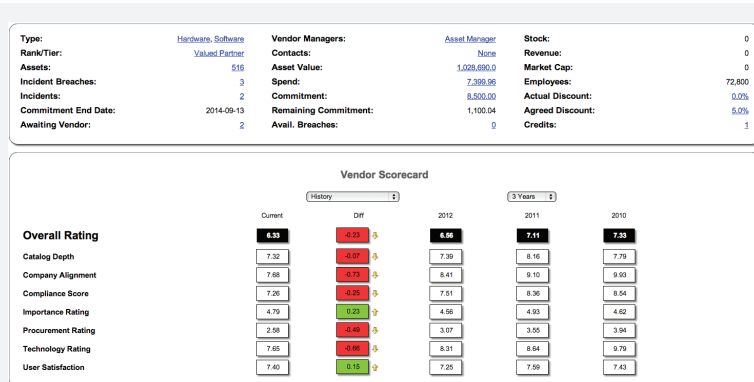 Type: Hardware, Software Vendor Managers: Asset Manager Stock: 0
Rank/Tier: Valued Partner Contacts: None Revenue: 0
Assets: 516 Asset Value: 1,028,690.0 Market Cap: 0
Incident Breaches: 3 Spend: 7,399.96 Employees: 72,800
Incidents: 2 Commitment: 8,500.00 Actual Discount: 0.0%
Commitment End Date: 2014-09-13 Remaining Commitment: 1,100.04 Agreed Discount: 5.0%
Awaiting Vendor: 2 Avail. Breaches: 0 Credits: 1
Vendor Scorecard
History 3 Years
Current Diff 2012 2011 2010
Overall Rating 6.33 -0.23 6.56 7.11 7.33
Catalog Depth 7.32 -0.07 7.39 8.16 7.79
Company Alignment 7.68 -0.73 8.41 9.10 9.93
Compliance Score 7.26 -0.25 7.51 8.36 8.54
Importance Rating 4.79 0.23 4.56 4.93 4.62
Procurement Rating 2.58 -0.49 3.07 3.55 3.94
Technology Rating 7.65 -0.66 8.31 8.64 9.79
User Satisfaction 7.40 0.15 7.25 7.59 7.43